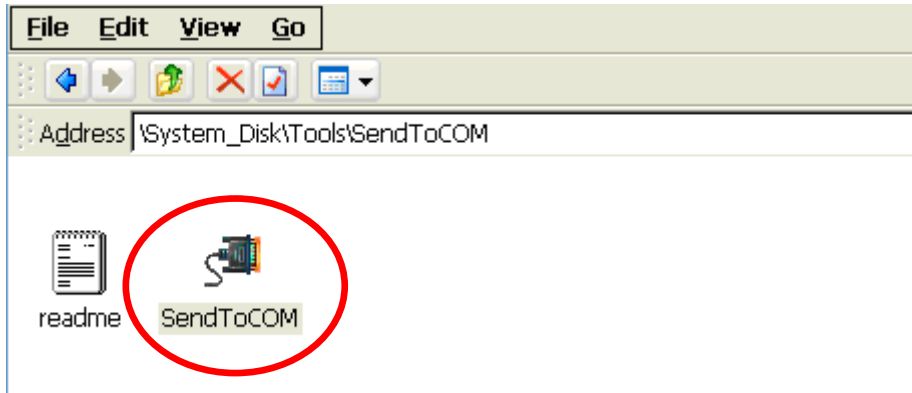 File Edit View Go
Address \System_Disk\Tools\SendToCOM
readme SendToCOM